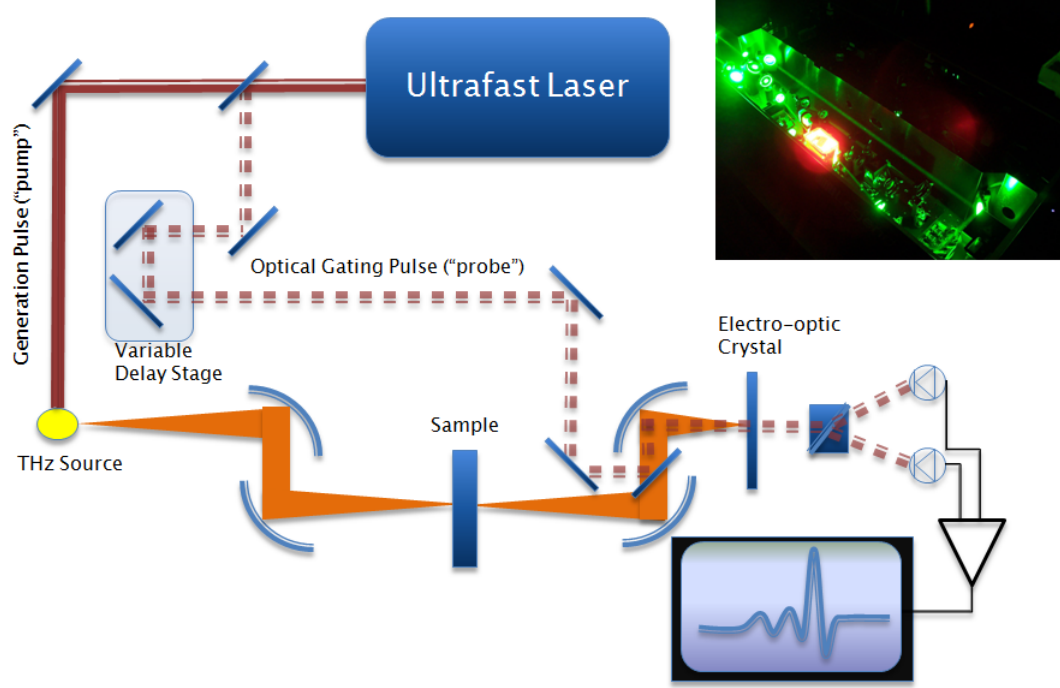 Ultrafast Laser
Generation Pulse ("pump")
Optical Gating Pulse ("probe")
Variable
Delay Stage
Electro-optic
Crystal
Sample
THz Source